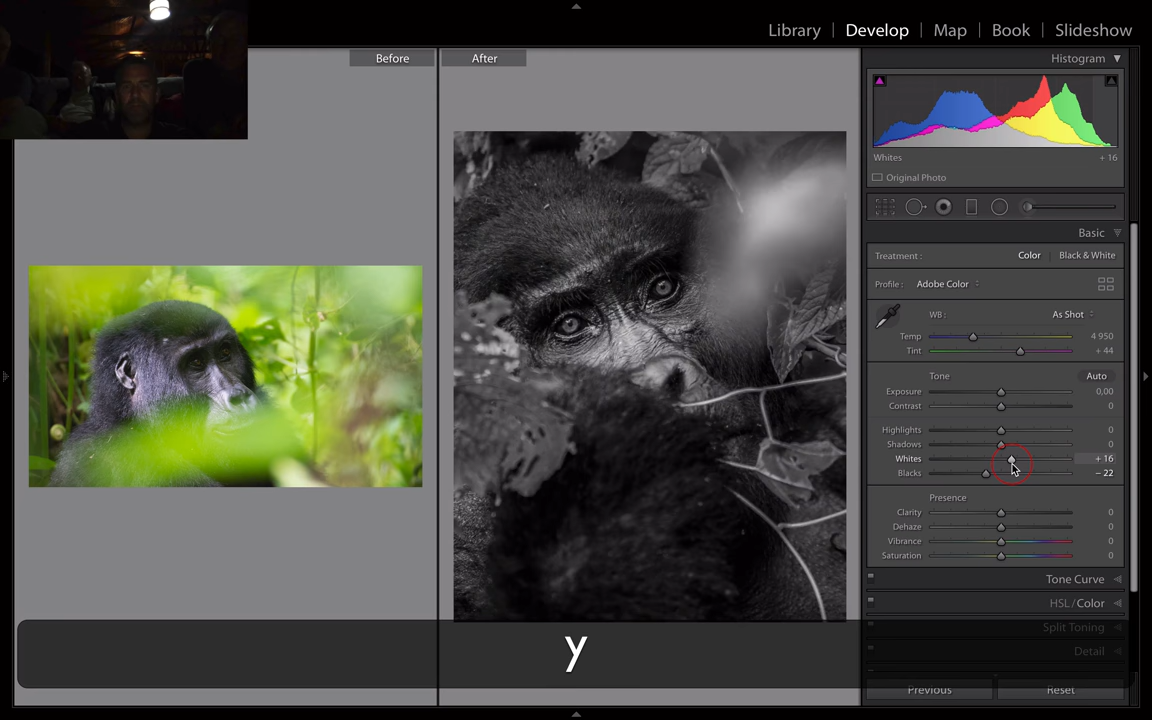 Library | Develop | Map | Book | Slideshow
Before
After
Histogram
Whites + 16
Original Photo
Basic
Treatment : Color Black & White
Profile : Adobe Color
WB : As Shot
Temp 4 950
Tint + 44
Tone Auto
Exposure 0,00
Contrast 0
Highlights 0
Shadows 0
Whites + 16
Blacks − 22
Presence
Clarity 0
Dehaze 0
Vibrance 0
Saturation 0
Tone Curve
HSL / Color
Split Toning
Detail
y
Previous Reset